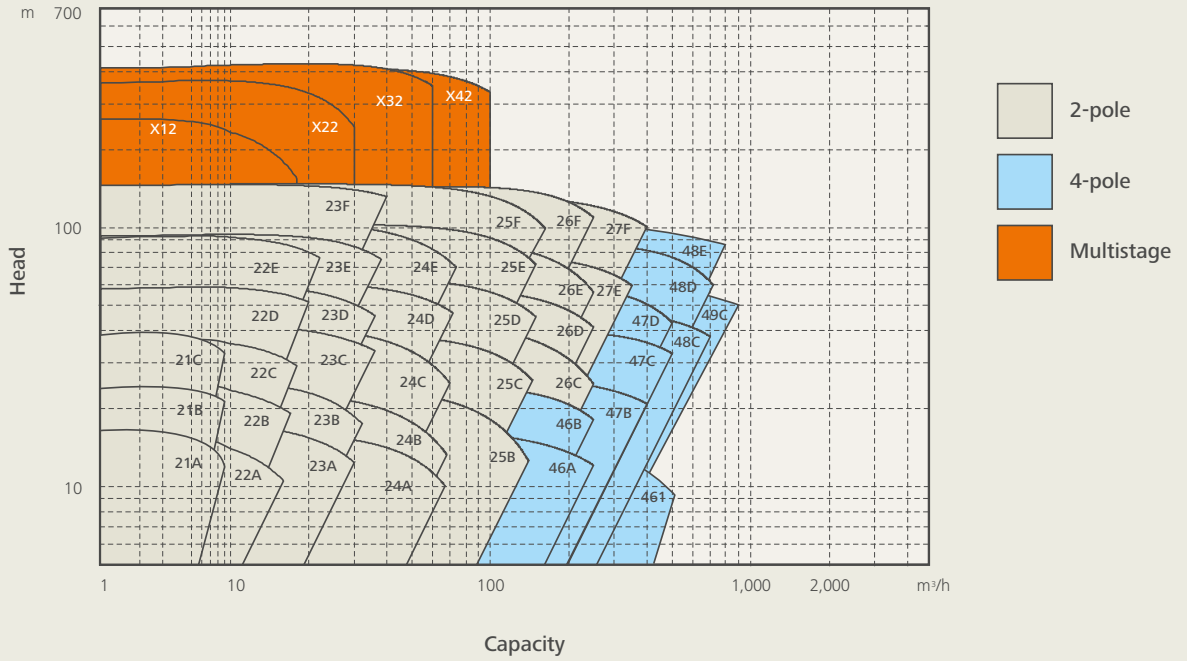 m 700
X32 X42
X12 X22
2-pole
4-pole
Multistage
23F 25F 26F 27F
100
48E
22E 23E 24E 25E
26E 27E 48D
Head
22D 23D 24D 25D 26D 47D 49C
21C 22C 23C 24C 25C 26C 47C 48C
21B 22B 23B 24B 25B 46B 47B
21A 22A 23A 24A 46A 461
10
1 10 100 1,000 2,000 m³/h
Capacity